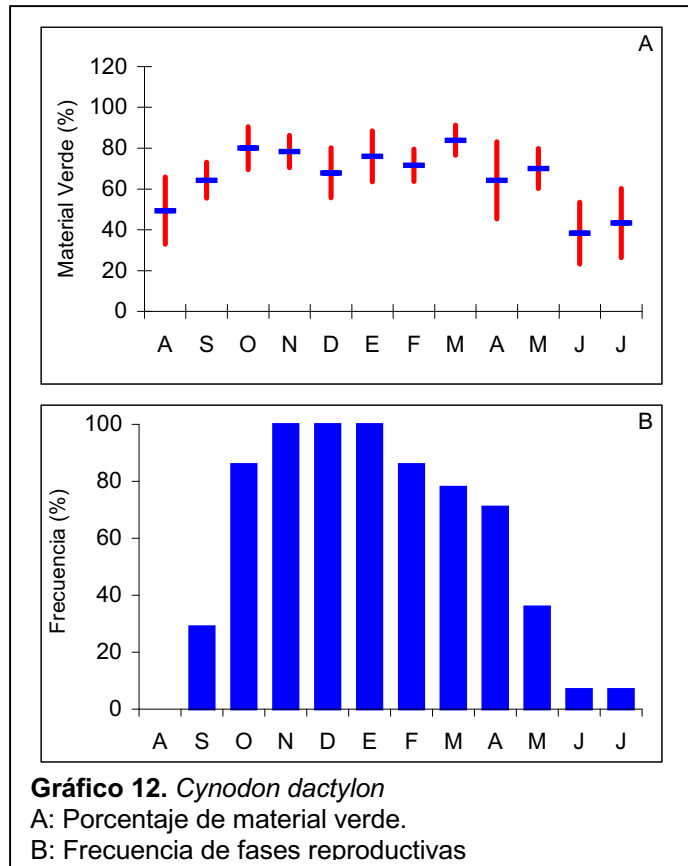 A
Material Verde (%)
120
100
80
60
40
20
0
A S O N D E F M A M J J
B
Frecuencia (%)
100
80
60
40
20
0
A S O N D E F M A M J J
Gráfico 12. Cynodon dactylon
A: Porcentaje de material verde.
B: Frecuencia de fases reproductivas